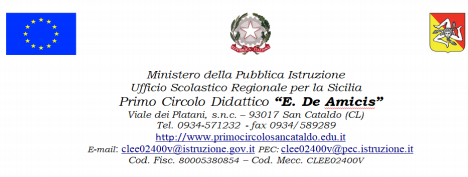 Ministero della Pubblica Istruzione
Ufficio Scolastico Regionale per la Sicilia
Primo Circolo Didattico “E. De Amicis”
Viale dei Platani, s.n.c. – 93017 San Cataldo (CL)
Tel. 0934-571232 - fax 0934/589289
http://www.primocircolosancataldo.edu.it
E-mail: clee02400v@istruzione.gov.it PEC: clee02400v@pec.istruzione.it
Cod. Fisc. 80005380854 – Cod. Mecc. CLEE02400V